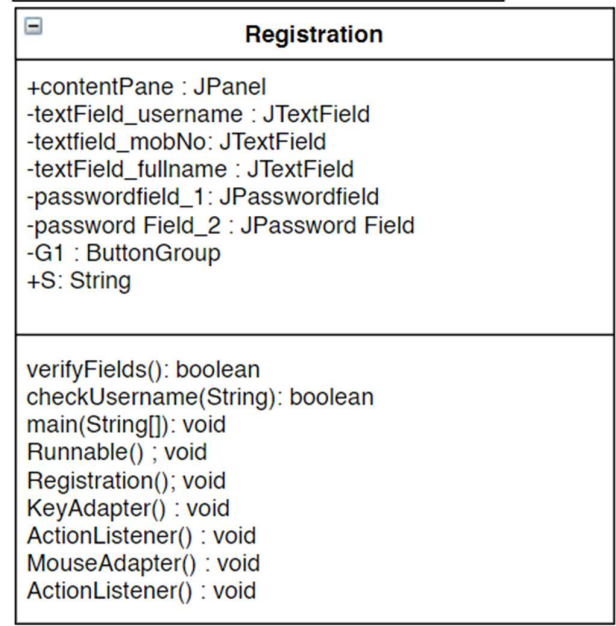 Registration
+contentPane : JPanel
-textField_username : JTextField
-textfield_mobNo: JTextField
-textField_fullname : JTextField
-passwordfield_1: JPasswordfield
-password Field_2 : JPassword Field
-G1 : ButtonGroup
+S: String
verifyFields(): boolean
checkUsername(String): boolean
main(String[]): void
Runnable() ; void
Registration(); void
KeyAdapter() : void
ActionListener() : void
MouseAdapter() : void
ActionListener() : void